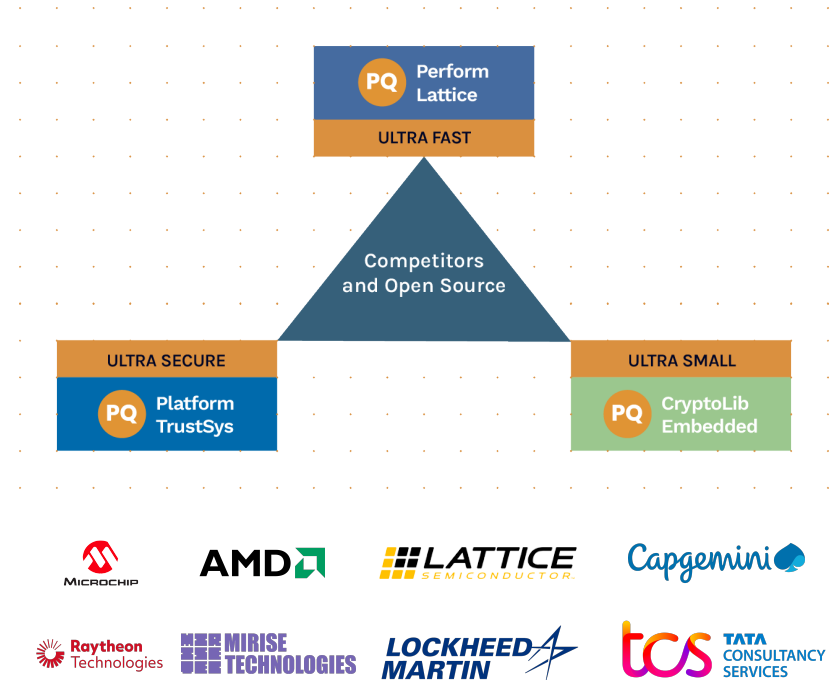 PQ
Perform
Lattice
ULTRA FAST
Competitors
and Open Source
ULTRA SECURE
PQ
Platform
TrustSys
ULTRA SMALL
PQ
CryptoLib
Embedded
MICROCHIP
AMD
LATTICE
SEMICONDUCTOR
Capgemini
Raytheon
Technologies
MIRISE
TECHNOLOGIES
LOCKHEED
MARTIN
tcs
TATA
CONSULTANCY
SERVICES